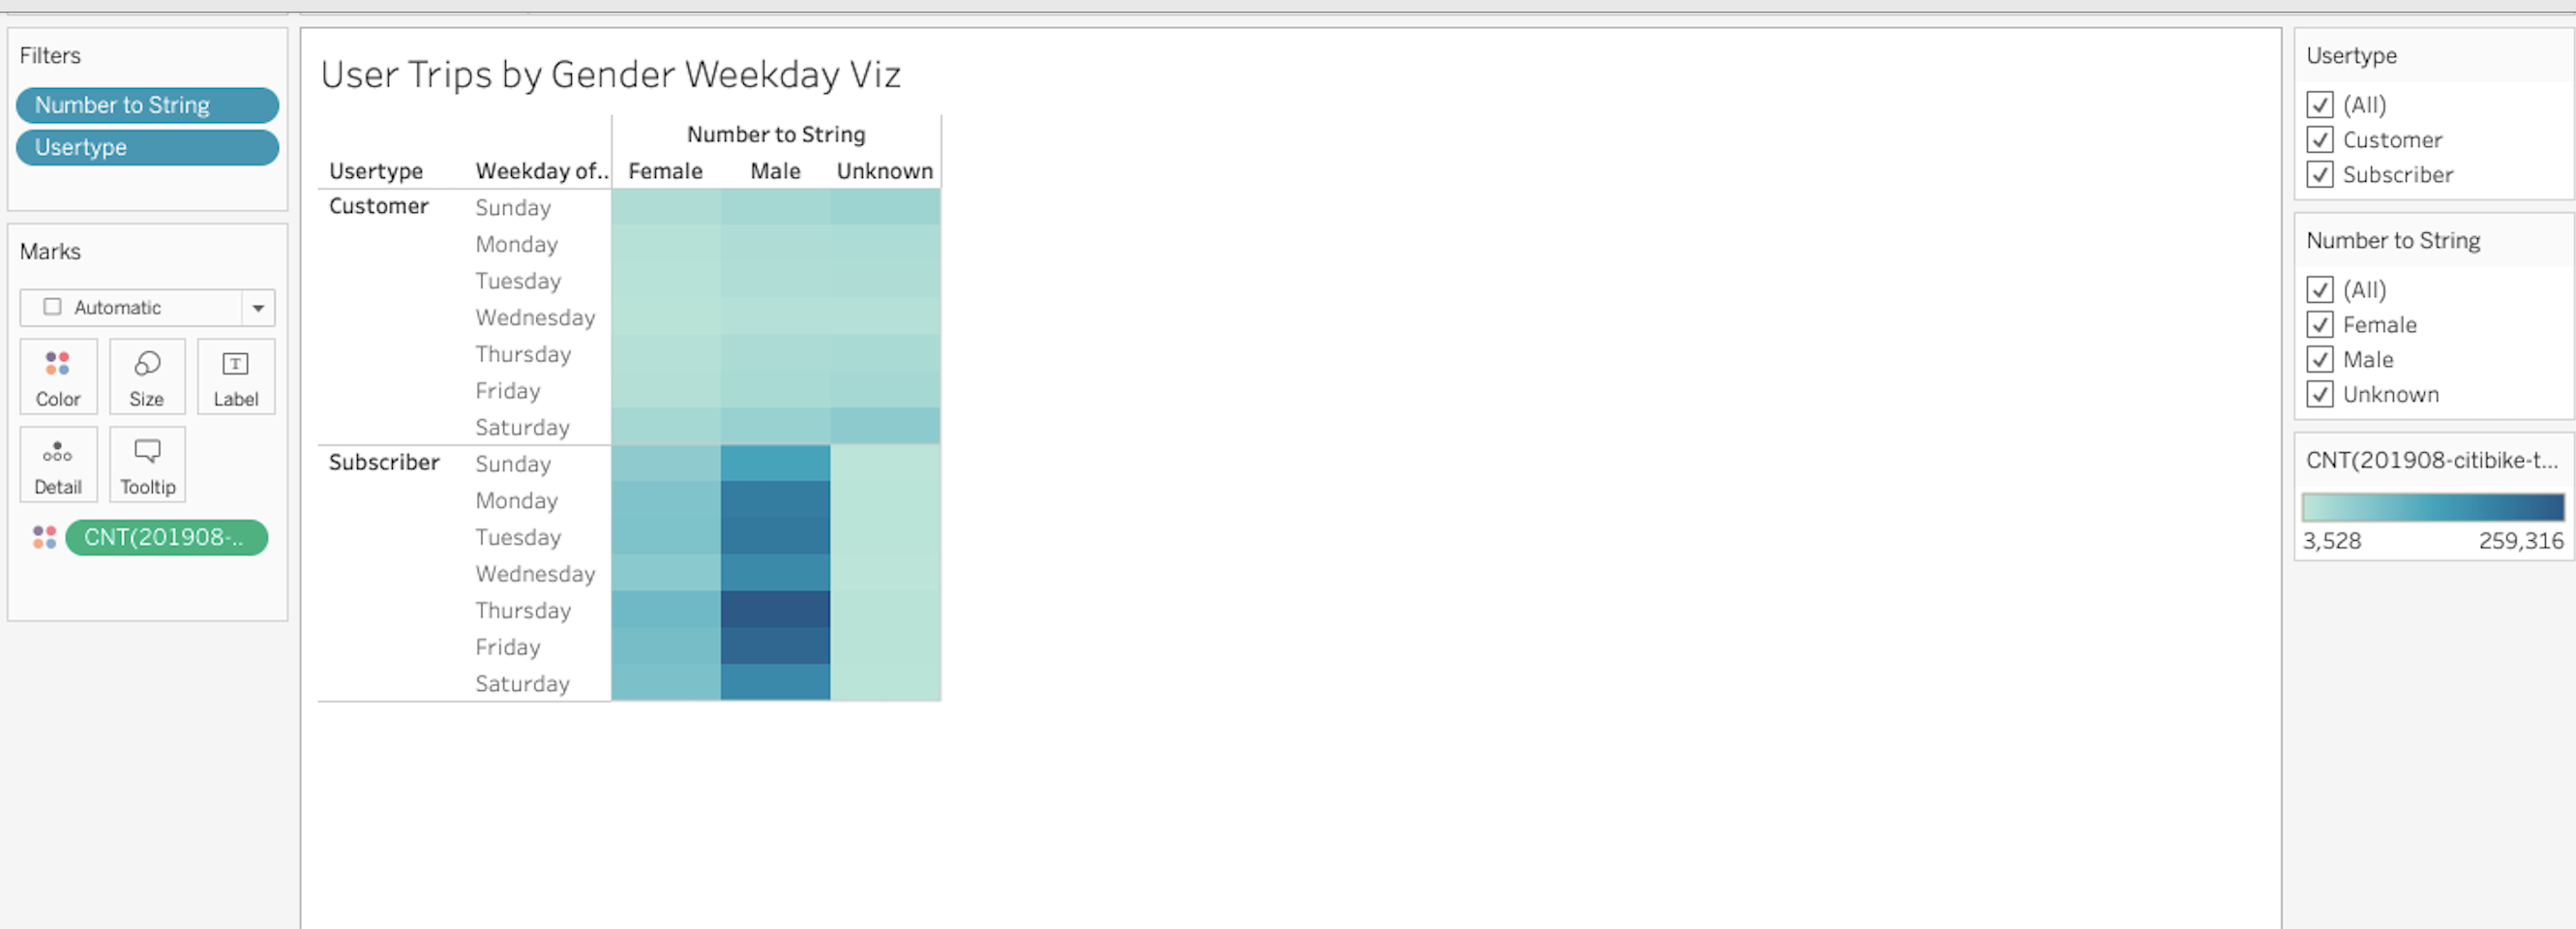 Filters
Number to String
Usertype
Marks
Automatic
Color Size Label
Detail Tooltip
CNT(201908-..
User Trips by Gender Weekday Viz
Number to String
Usertype Weekday of.. Female Male Unknown
Customer Sunday
Monday
Tuesday
Wednesday
Thursday
Friday
Saturday
Subscriber Sunday
Monday
Tuesday
Wednesday
Thursday
Friday
Saturday
Usertype
(All)
Customer
Subscriber
Number to String
(All)
Female
Male
Unknown
CNT(201908-citibike-t...
3,528 259,316